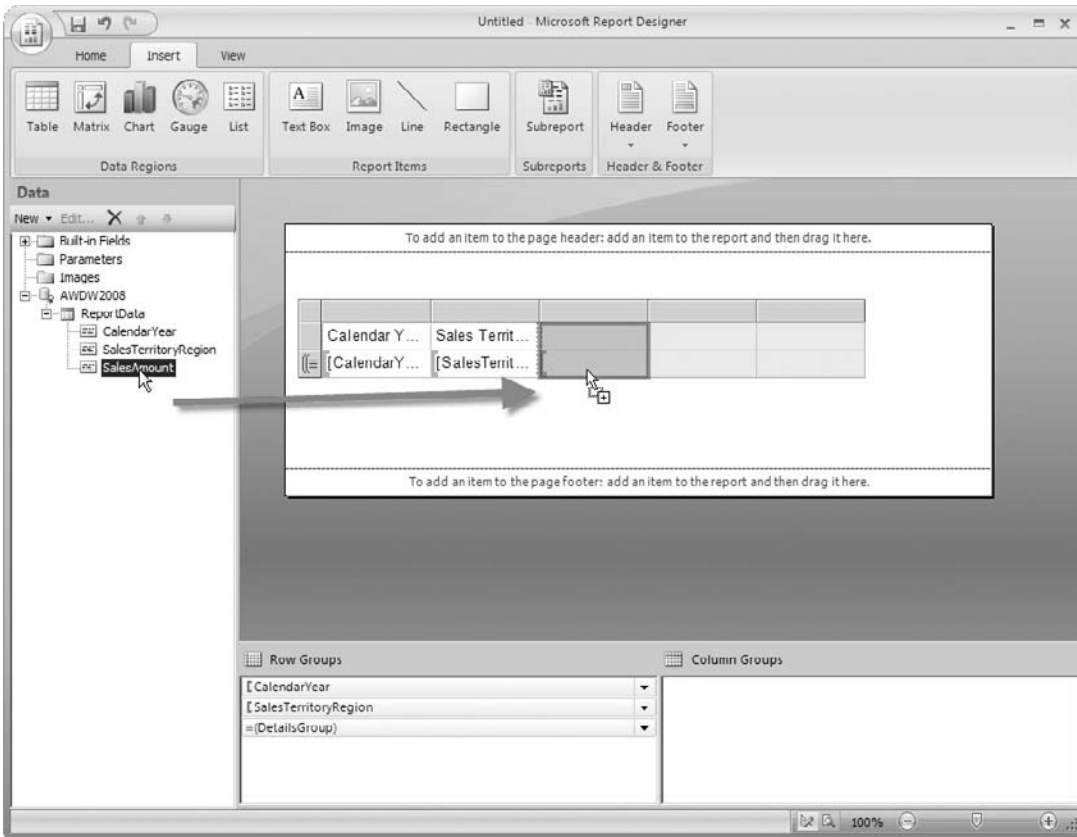 Untitled - Microsoft Report Designer
Home Insert View
Table Matrix Chart Gauge List
Data Regions
Text Box Image Line Rectangle
Report Items
Subreport
Subreports
Header Footer
Header & Footer
Data
New Edit...
Built-in Fields
Parameters
Images
AWDW2008
ReportData
CalendarYear
SalesTerritoryRegion
SalesAmount
To add an item to the page header: add an item to the report and then drag it here.
Calendar Y... Sales Territ...
[CalendarY... [SalesTerrit...
To add an item to the page footer: add an item to the report and then drag it here.
Row Groups
[CalendarYear
[SalesTerritoryRegion
=(DetailsGroup)
Column Groups
100%